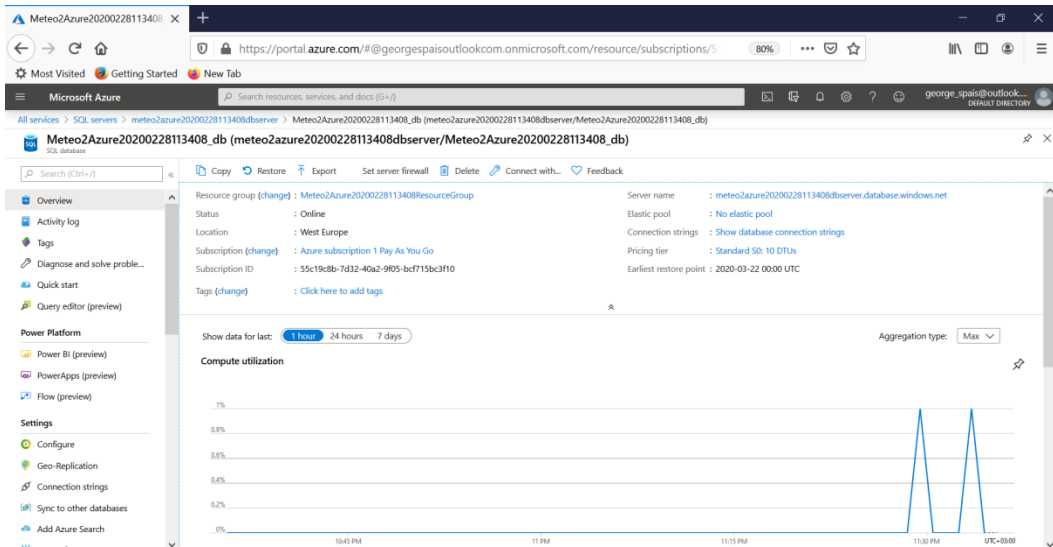 Meteo2Azure20200228113408
https://portal.azure.com/#@georgespaisoutlookcom.onmicrosoft.com/resource/subscriptions/5
80%
Most Visited Getting Started New Tab
Microsoft Azure
Search resources, services, and docs (G+/)
george_spais@outlook....
DEFAULT DIRECTORY
All services > SQL servers > meteo2azure20200228113408dbserver > Meteo2Azure20200228113408_db (meteo2azure20200228113408dbserver/Meteo2Azure20200228113408_db)
SQL
Meteo2Azure20200228113408_db (meteo2azure20200228113408dbserver/Meteo2Azure20200228113408_db)
SQL database
Search (Ctrl+/)
Copy Restore Export Set server firewall Delete Connect with... Feedback
Overview
Activity log
Tags
Diagnose and solve proble...
Quick start
Query editor (preview)
Power Platform
Power BI (preview)
PowerApps (preview)
Flow (preview)
Settings
Configure
Geo-Replication
Connection strings
Sync to other databases
Add Azure Search
Resource group (change) : Meteo2Azure20200228113408ResourceGroup
Status : Online
Location : West Europe
Subscription (change) : Azure subscription 1 Pay As You Go
Subscription ID : 55c19c8b-7d32-40a2-9f05-bcf715bc3f10
Tags (change) : Click here to add tags
Server name : meteo2azure20200228113408dbserver.database.windows.net
Elastic pool : No elastic pool
Connection strings : Show database connection strings
Pricing tier : Standard S0: 10 DTUs
Earliest restore point : 2020-03-22 00:00 UTC
Show data for last: 1 hour 24 hours 7 days
Aggregation type: Max
Compute utilization
1%
0.8%
0.6%
0.4%
0.2%
0%
10:45 PM 11 PM 11:15 PM 11:30 PM UTC+03:00